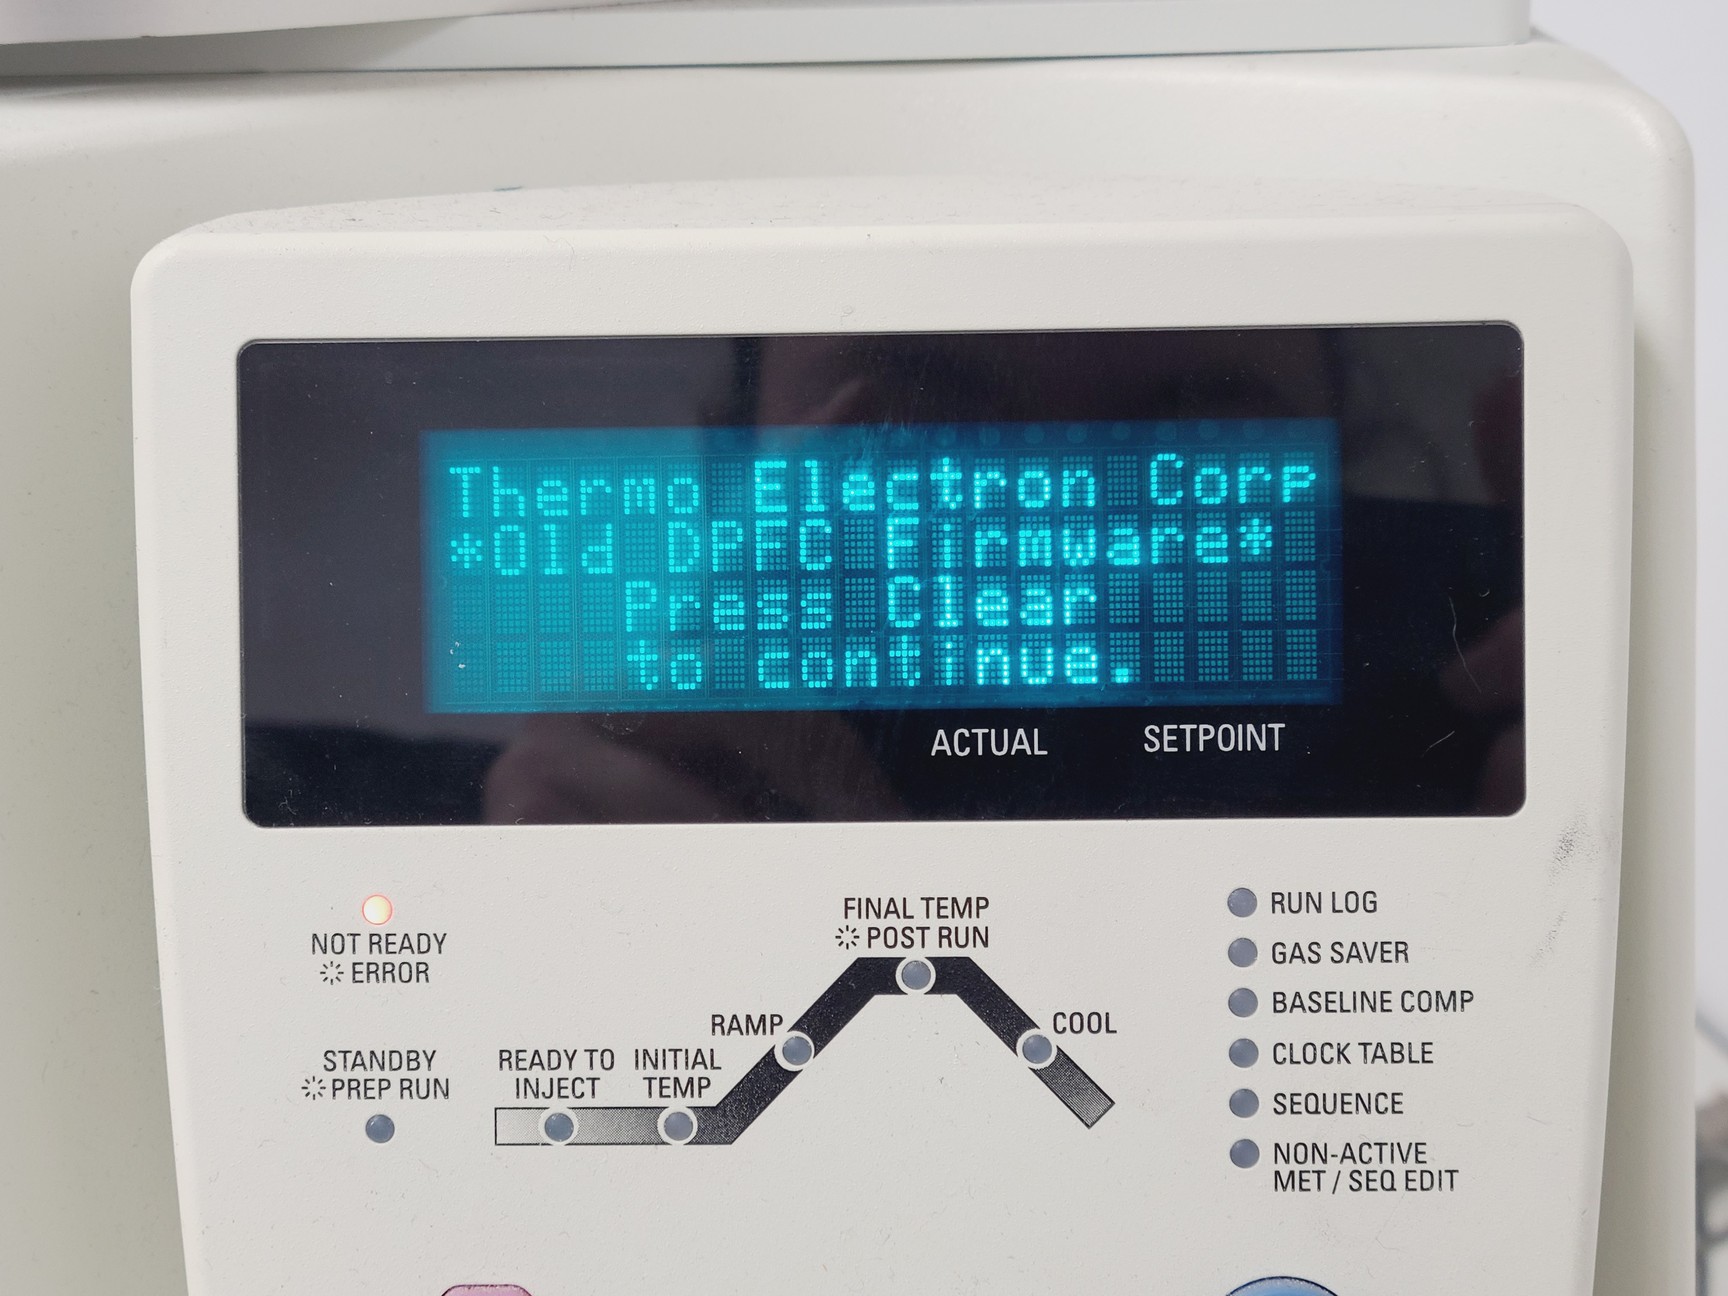 Thermo Electron Corp
*Old DPFC Firmware*
Press Clear
to continue.
ACTUAL SETPOINT
NOT READY
ERROR
STANDBY
PREP RUN
READY TO
INJECT
INITIAL
TEMP
RAMP
FINAL TEMP
POST RUN
COOL
RUN LOG
GAS SAVER
BASELINE COMP
CLOCK TABLE
SEQUENCE
NON-ACTIVE
MET / SEQ EDIT